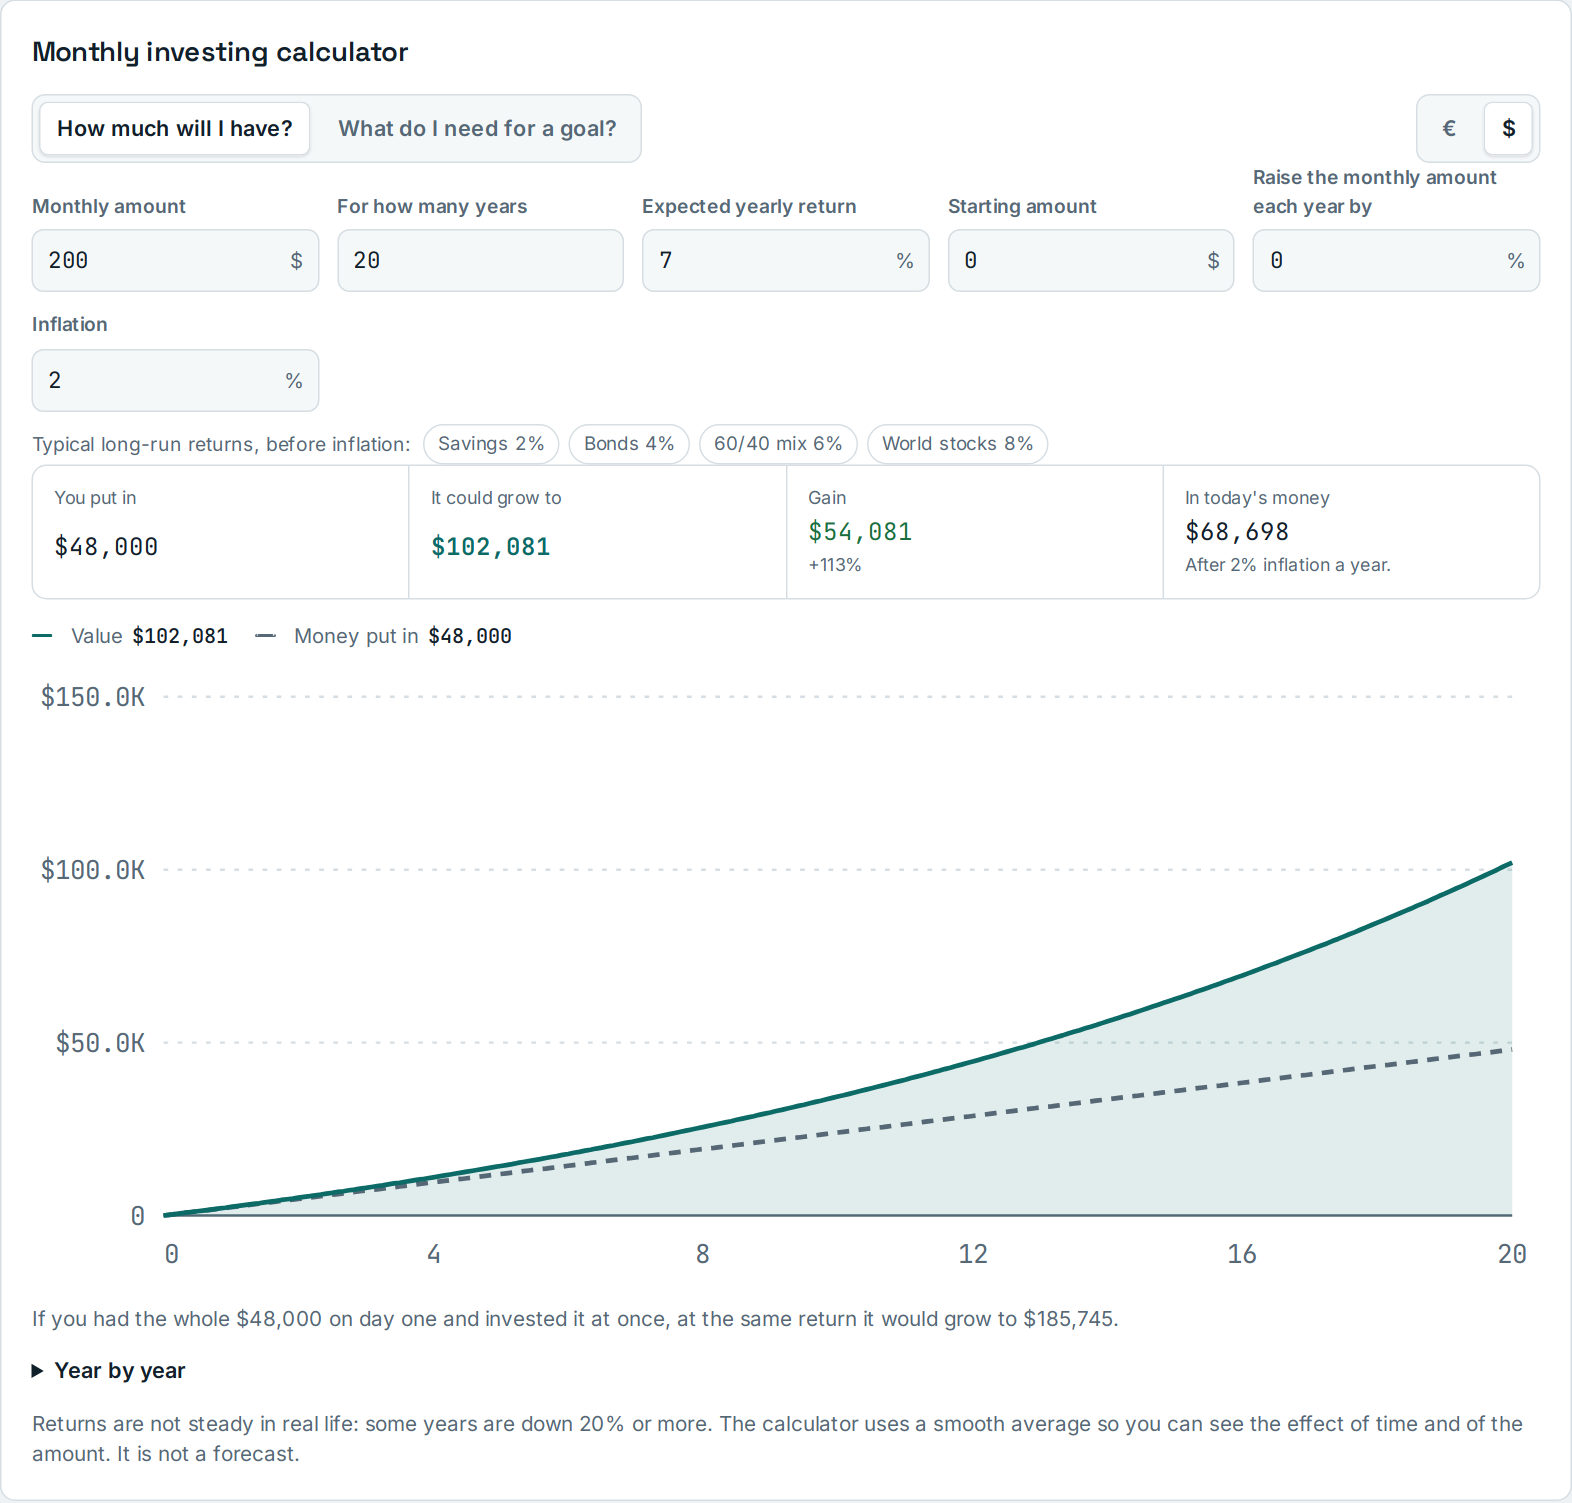 Monthly investing calculator
How much will I have? What do I need for a goal? € $
Monthly amount For how many years Expected yearly return Starting amount Raise the monthly amount each year by
200 $ 20 7 % 0 $ 0 %
Inflation
2 %
Typical long-run returns, before inflation: Savings 2% Bonds 4% 60/40 mix 6% World stocks 8%
You put in It could grow to Gain In today's money
$48,000 $102,081 $54,081 $68,698
+113% After 2% inflation a year.
Value $102,081 Money put in $48,000
$150.0K
$100.0K
$50.0K
0
0 4 8 12 16 20
If you had the whole $48,000 on day one and invested it at once, at the same return it would grow to $185,745.
Year by year
Returns are not steady in real life: some years are down 20% or more. The calculator uses a smooth average so you can see the effect of time and of the
amount. It is not a forecast.